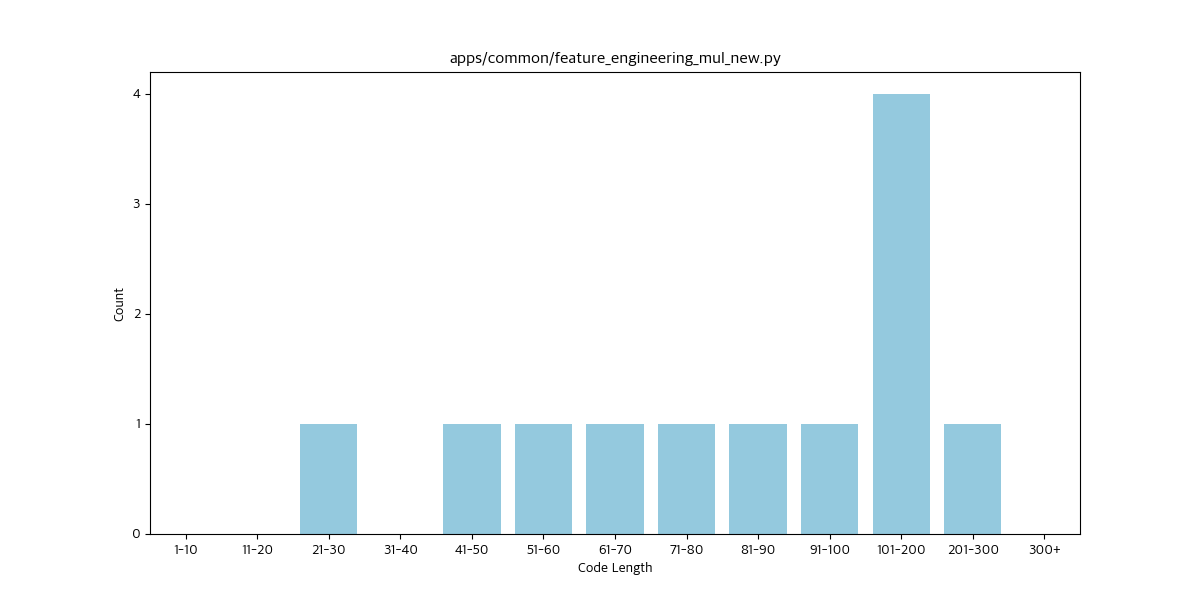 apps/common/feature_engineering_mul_new.py
Count
4
3
2
1
0
1-10 11-20 21-30 31-40 41-50 51-60 61-70 71-80 81-90 91-100 101-200 201-300 300+
Code Length